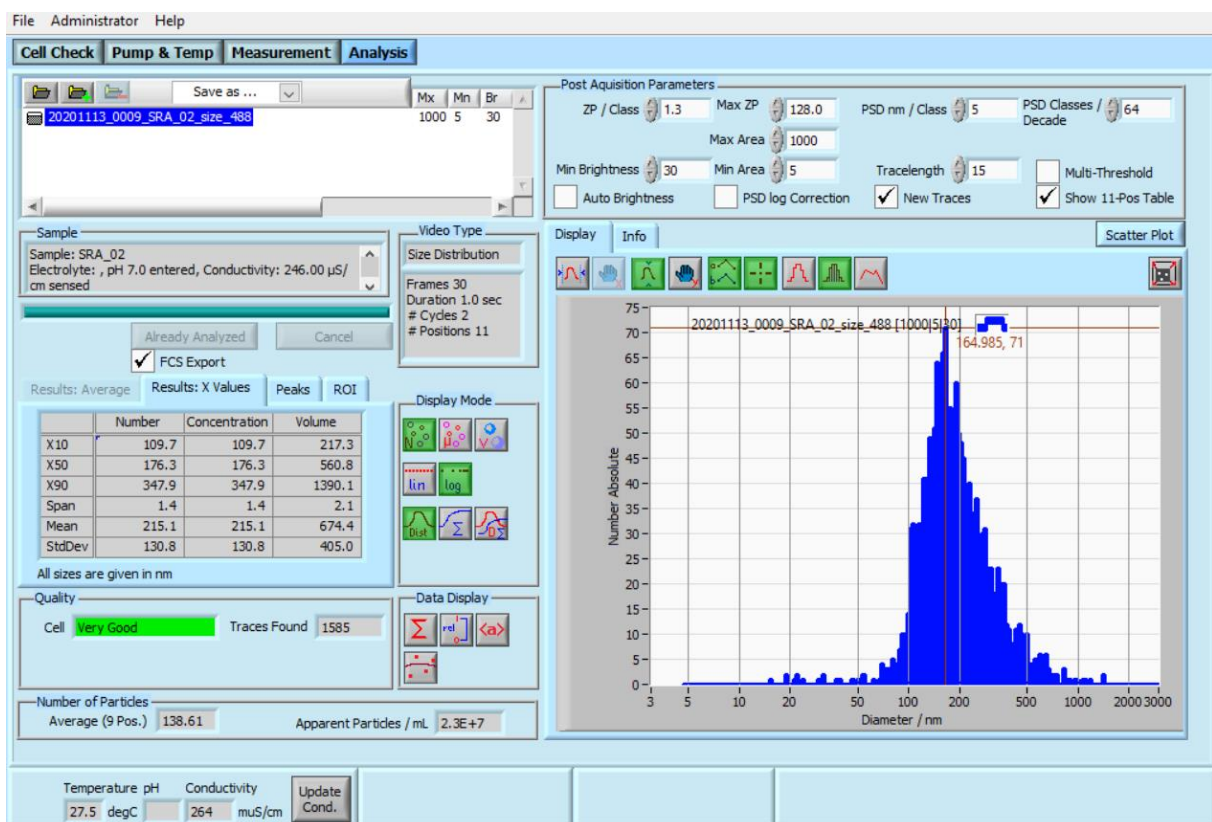 File Administrator Help
Cell Check Pump & Temp Measurement Analysis
Save as ...
Mx Mn Br
20201113_0009_SRA_02_size_488 1000 5 30
Post Aquisition Parameters
ZP / Class 1.3 Max ZP 128.0 PSD nm / Class 5 PSD Classes / Decade 64
Max Area 1000
Min Brightness 30 Min Area 5 Tracelength 15 Multi-Threshold
Auto Brightness PSD log Correction New Traces Show 11-Pos Table
Sample
Sample: SRA_02
Electrolyte: , pH 7.0 entered, Conductivity: 246.00 µS/
cm sensed
Already Analyzed Cancel
FCS Export
Video Type
Size Distribution
Frames 30
Duration 1.0 sec
# Cycles 2
# Positions 11
Results: Average Results: X Values Peaks ROI
Number Concentration Volume
X10 109.7 109.7 217.3
X50 176.3 176.3 560.8
X90 347.9 347.9 1390.1
Span 1.4 1.4 2.1
Mean 215.1 215.1 674.4
StdDev 130.8 130.8 405.0
All sizes are given in nm
Display Mode
N µ V
lin log
Dist Σ DΣ
Quality
Cell Very Good Traces Found 1585
Data Display
Σ rel <a>
Number of Particles
Average (9 Pos.) 138.61 Apparent Particles / mL 2.3E+7
Display Info Scatter Plot
20201113_0009_SRA_02_size_488 [1000|5|30]
164.985, 71
Number Absolute
75
70
65
60
55
50
45
40
35
30
25
20
15
10
5
0
3 5 10 20 50 100 200 500 1000 2000 3000
Diameter / nm
Temperature pH Conductivity
27.5 degC 264 muS/cm
Update
Cond.